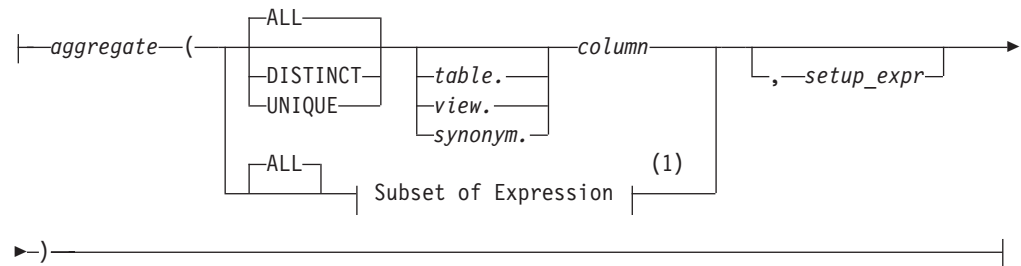 ALL
aggregate ( column
DISTINCT table. , setup_expr
UNIQUE view.
synonym.
ALL (1)
Subset of Expression
)